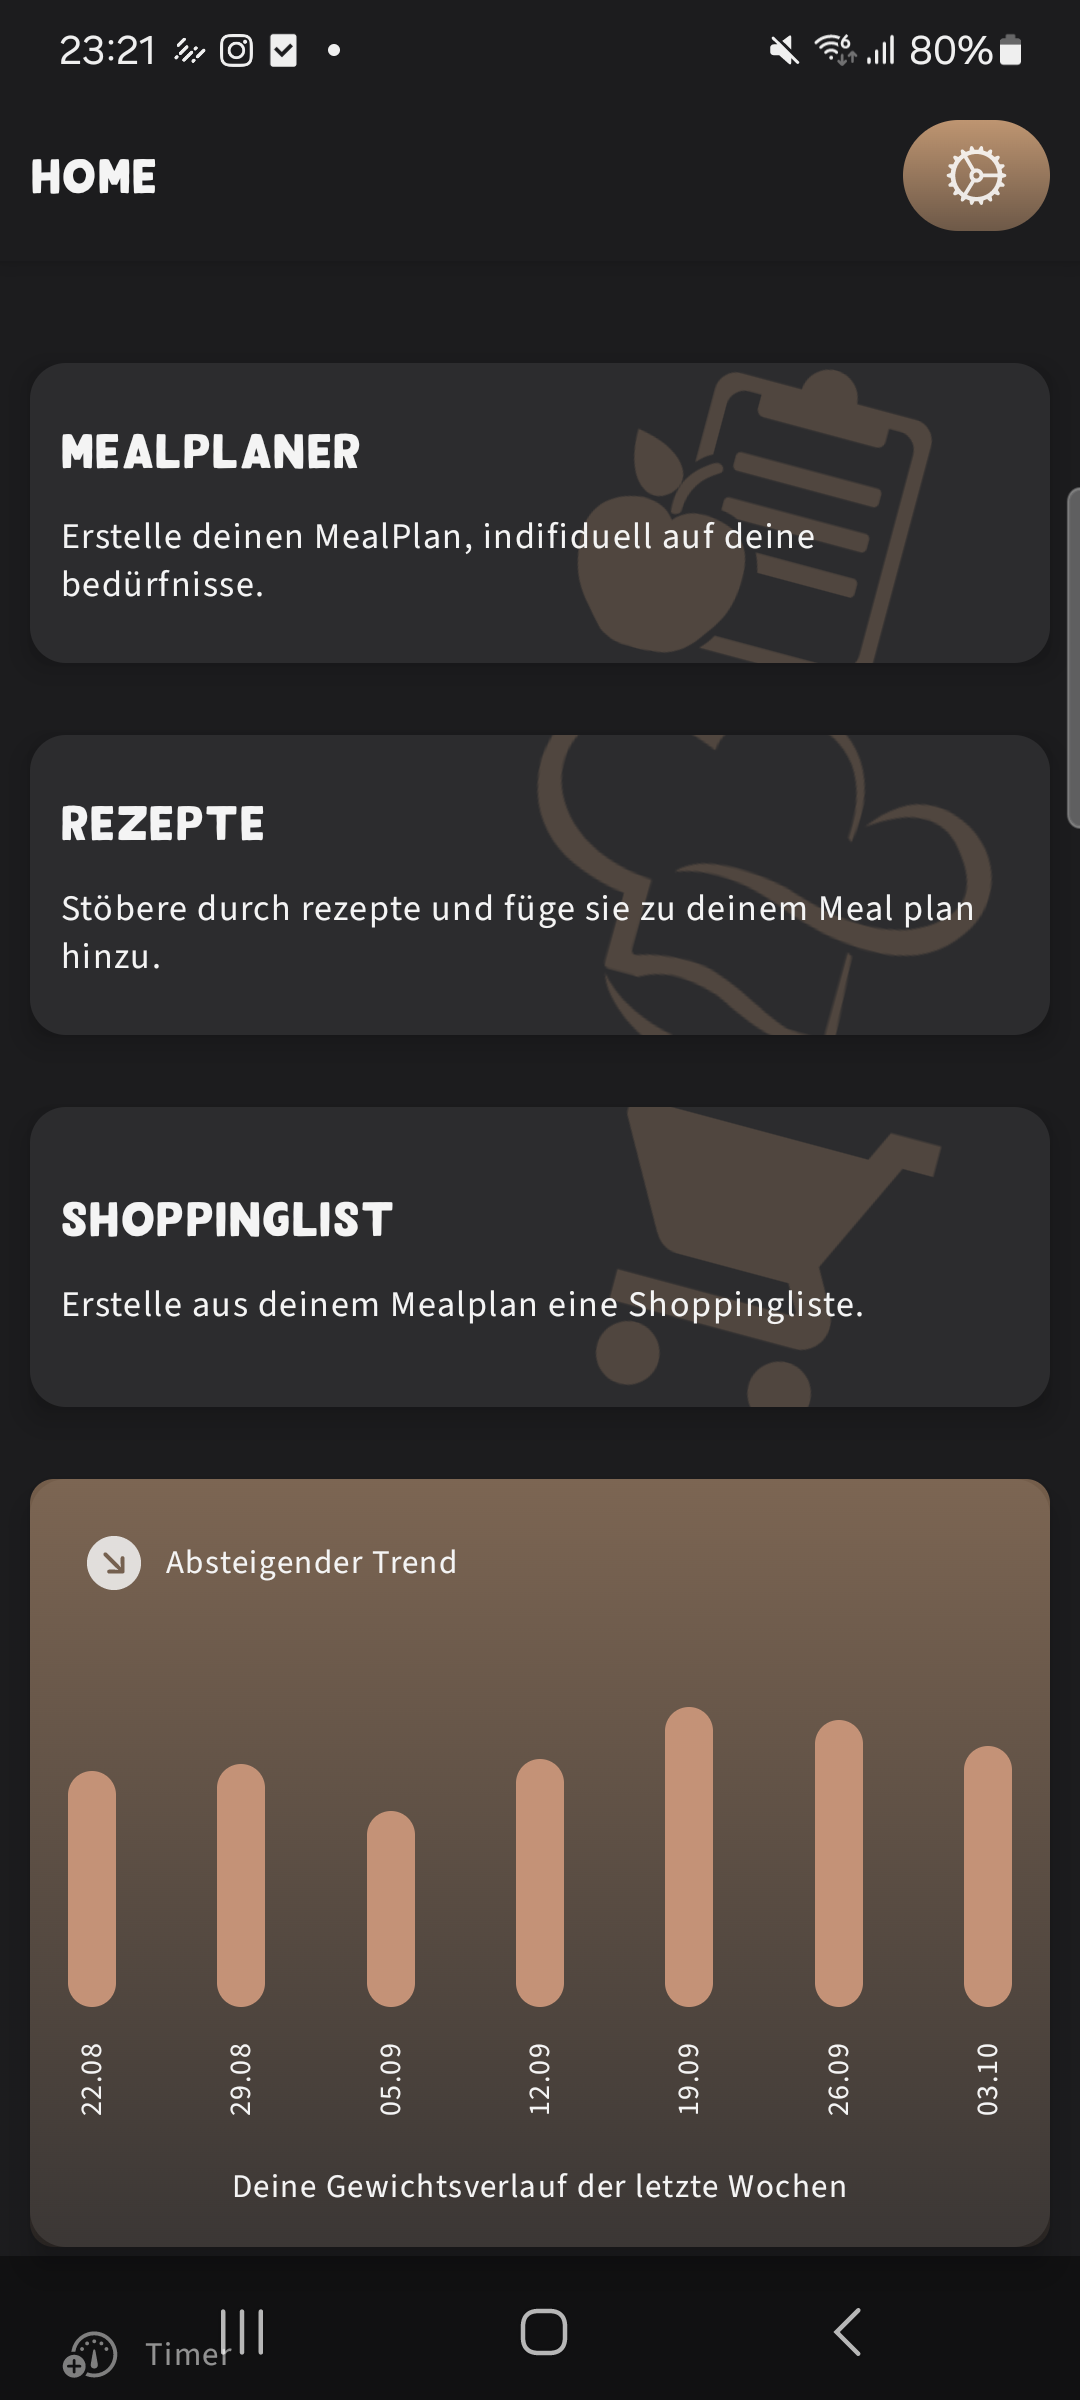 23:21
6
80%
HOME
MEALPLANER
Erstelle deinen MealPlan, indifiduell auf deine
bedürfnisse.
REZEPTE
Stöbere durch rezepte und füge sie zu deinem Meal plan
hinzu.
SHOPPINGLIST
Erstelle aus deinem Mealplan eine Shoppingliste.
Absteigender Trend
22.08
29.08
05.09
12.09
19.09
26.09
03.10
Deine Gewichtsverlauf der letzte Wochen
Timer